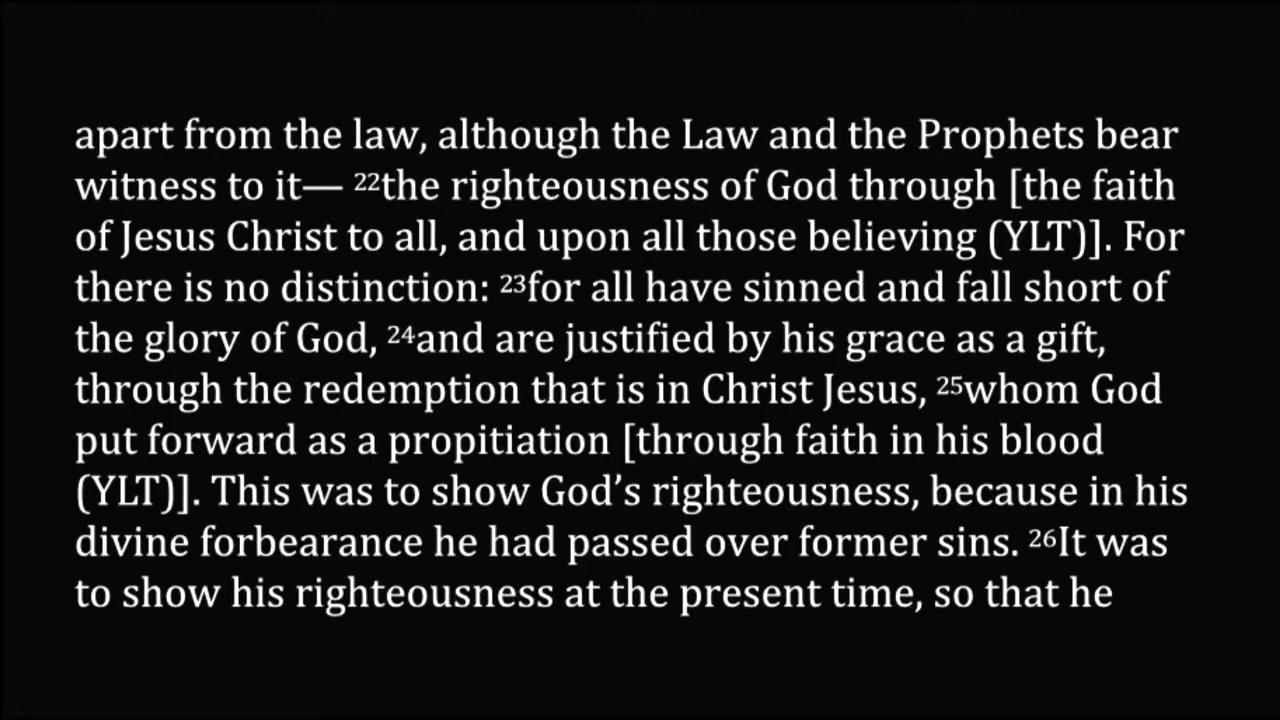 apart from the law, although the Law and the Prophets bear
witness to it— ²²the righteousness of God through [the faith
of Jesus Christ to all, and upon all those believing (YLT)]. For
there is no distinction: ²³for all have sinned and fall short of
the glory of God, ²⁴and are justified by his grace as a gift,
through the redemption that is in Christ Jesus, ²⁵whom God
put forward as a propitiation [through faith in his blood
(YLT)]. This was to show God’s righteousness, because in his
divine forbearance he had passed over former sins. ²⁶It was
to show his righteousness at the present time, so that he